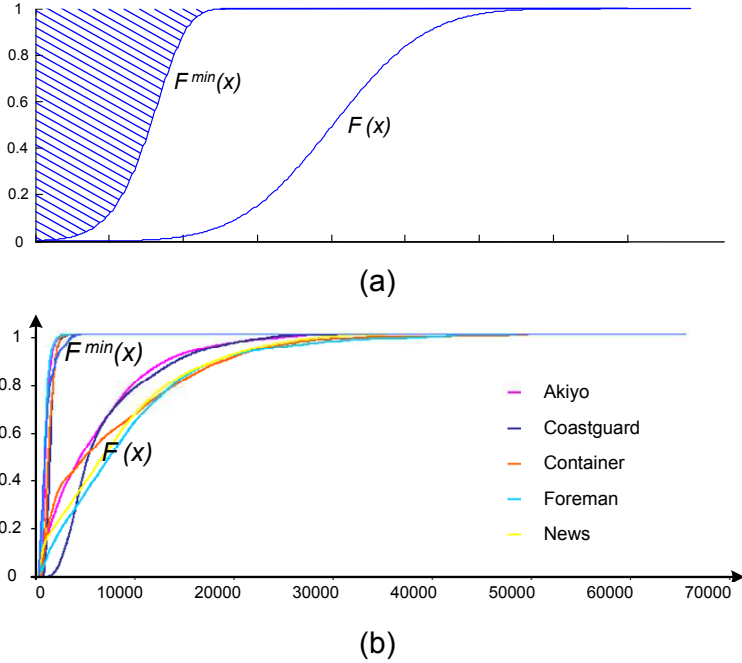 1
0.8
0.6
0.4
0.2
0
F min(x)
F (x)
(a)
1
0.8
0.6
0.4
0.2
0
F min(x)
F (x)
Akiyo
Coastguard
Container
Foreman
News
0 10000 20000 30000 40000 50000 60000 70000
(b)